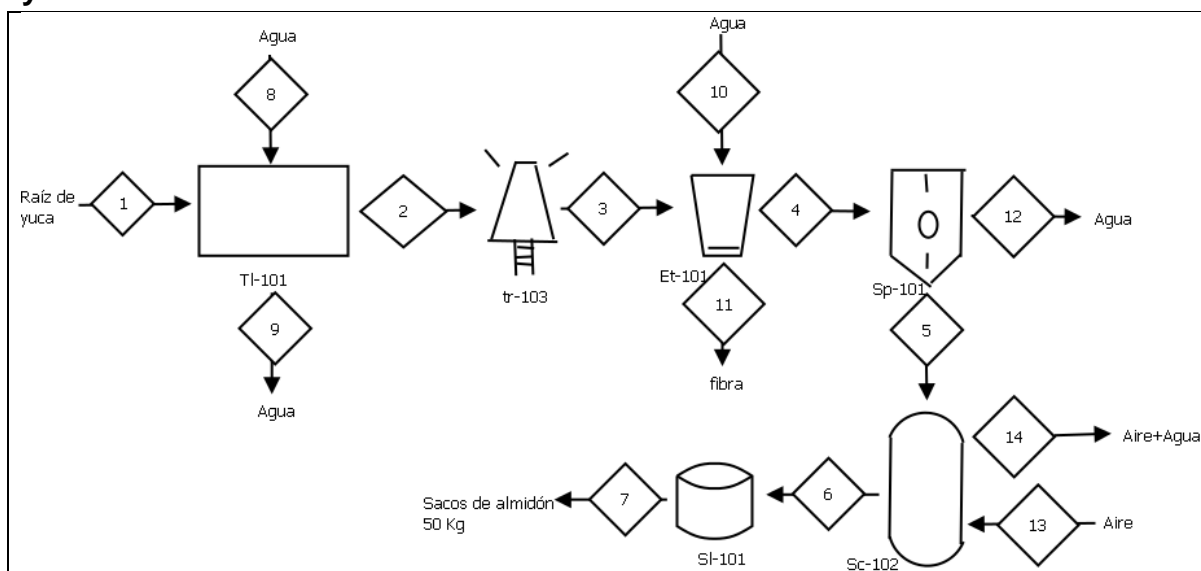 Agua
8
Raíz de
yuca
1
Tl-101
9
Agua
2
tr-103
3
Agua
10
Et-101
11
fibra
4
Sp-101
12
Agua
5
14
Aire+Agua
13
Aire
Sc-102
6
Sl-101
7
Sacos de almidón
50 Kg